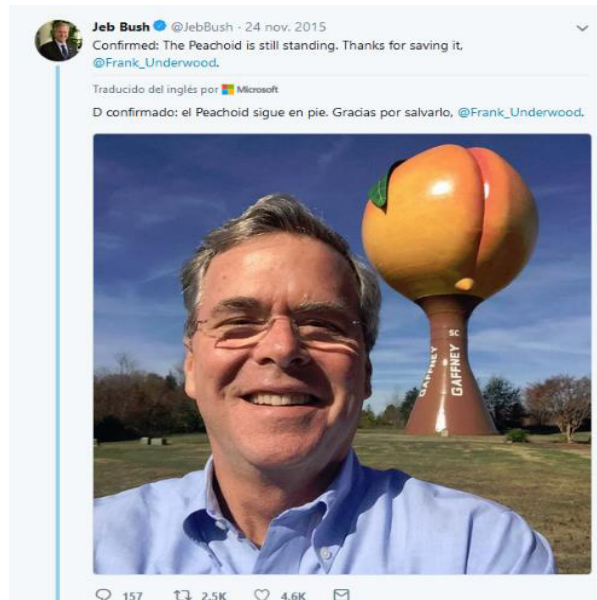 Jeb Bush @JebBush · 24 nov. 2015
Confirmed: The Peachoid is still standing. Thanks for saving it,
@Frank_Underwood.
Traducido del inglés por Microsoft
D confirmado: el Peachoid sigue en pie. Gracias por salvarlo, @Frank_Underwood.
SC
GAFFNEY
GAFFNEY
157 2.5K 4.6K